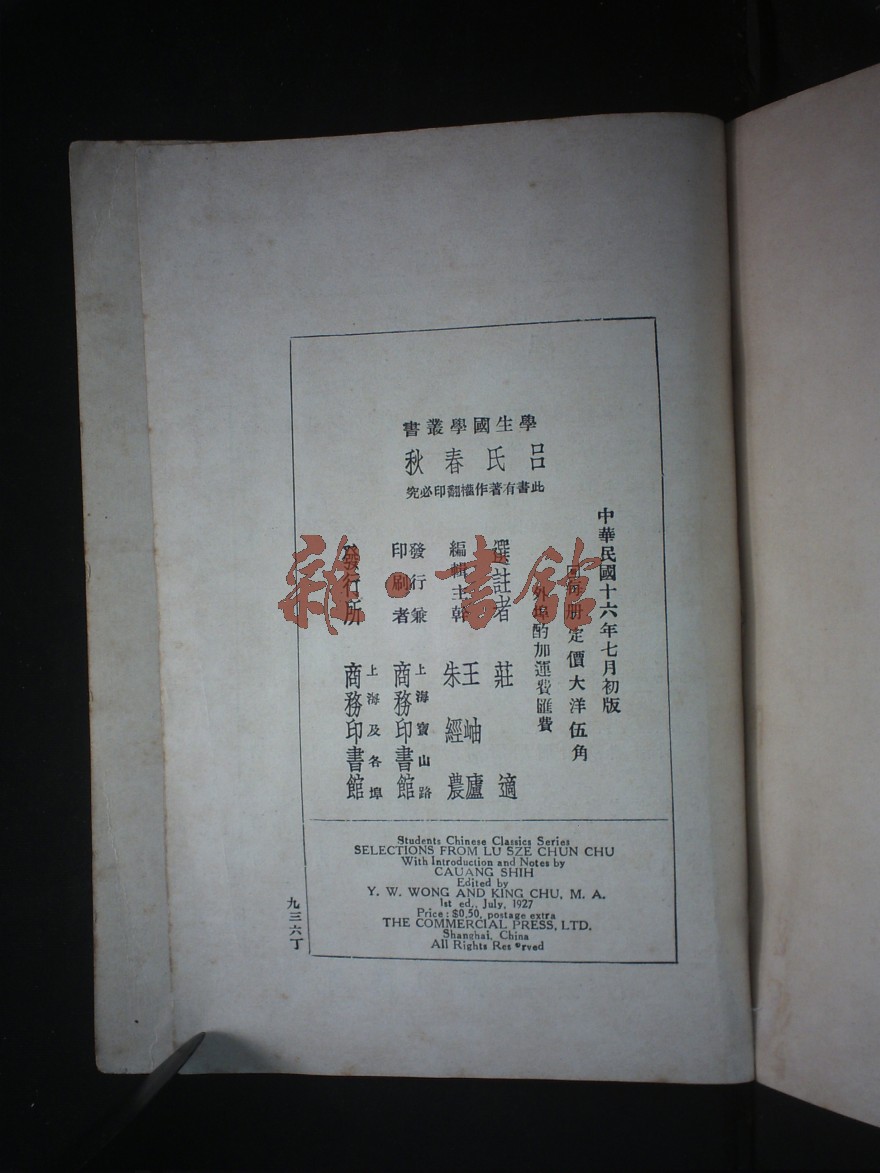 學生國學叢書
呂氏春秋
此書有著作權翻印必究
中華民國十六年七月初版
回每册定價大洋伍角
外埠酌加運費匯費
選註者 莊適
編輯主幹 王岫廬 朱經農
發行兼印刷者 上海寶山路 商務印書館
發行所 上海及各埠 商務印書館
Students Chinese Classics Series
SELECTIONS FROM LU SZE CHUN CHU
With Introduction and Notes by
CAUANG SHIH
Edited by
Y. W. WONG AND KING CHU, M. A.
1st ed., July, 1927
Price: $0.50, postage extra
THE COMMERCIAL PRESS, LTD.
Shanghai, China
All Rights Res erved
九三六丁
雜·書館